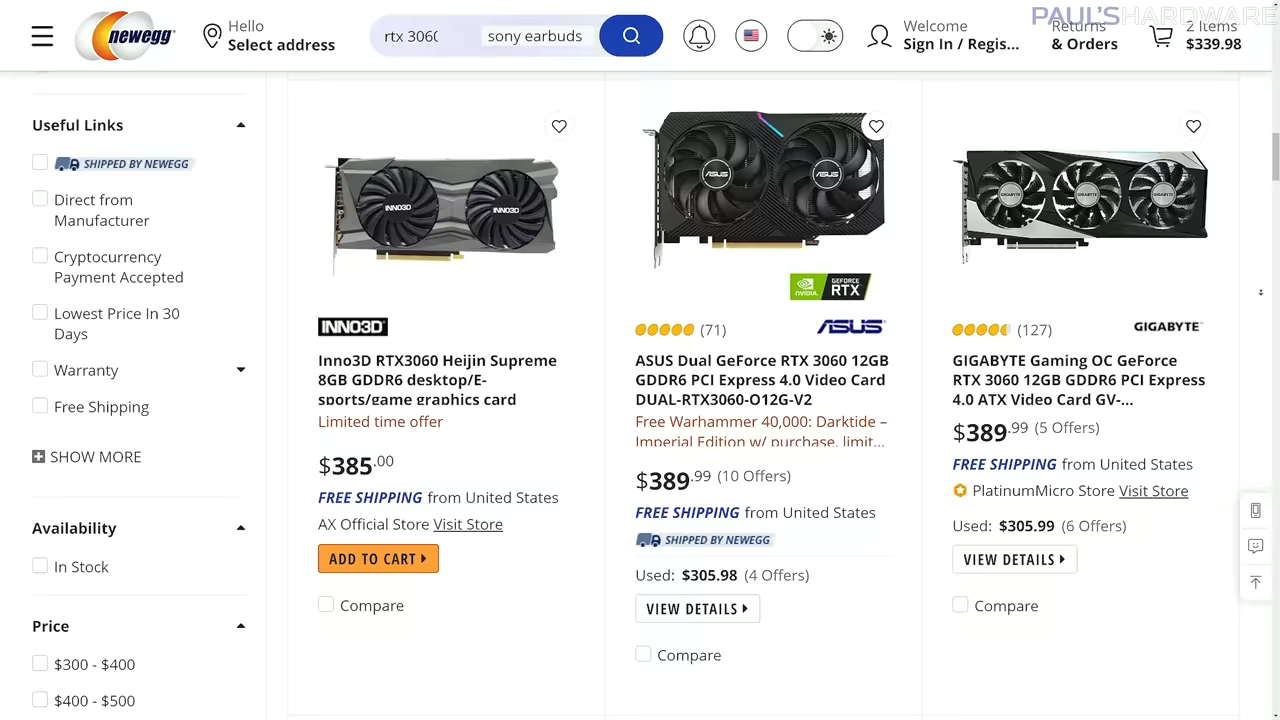 PAUL'SHARDWARE
newegg
Hello
Select address
rtx 3060
sony earbuds
Welcome
Sign In / Regis...
Returns
& Orders
2 Items
$339.98
Useful Links
SHIPPED BY NEWEGG
Direct from
Manufacturer
Cryptocurrency
Payment Accepted
Lowest Price In 30
Days
Warranty
Free Shipping
SHOW MORE
Availability
In Stock
Price
$300 - $400
$400 - $500
INNO3D
INNO3D
INNO3D
Inno3D RTX3060 Heijin Supreme
8GB GDDR6 desktop/E-
sports/game graphics card
Limited time offer
$385.00
FREE SHIPPING from United States
AX Official Store Visit Store
ADD TO CART
Compare
ASUS
ASUS
NVIDIA
GEFORCE
RTX
(71)
ASUS
ASUS Dual GeForce RTX 3060 12GB
GDDR6 PCI Express 4.0 Video Card
DUAL-RTX3060-O12G-V2
Free Warhammer 40,000: Darktide –
Imperial Edition w/ purchase, limit...
$389.99 (10 Offers)
FREE SHIPPING from United States
SHIPPED BY NEWEGG
Used: $305.98 (4 Offers)
VIEW DETAILS
Compare
GIGABYTE
GIGABYTE
GIGABYTE
(127)
GIGABYTE
GIGABYTE Gaming OC GeForce
RTX 3060 12GB GDDR6 PCI Express
4.0 ATX Video Card GV-...
$389.99 (5 Offers)
FREE SHIPPING from United States
PlatinumMicro Store Visit Store
Used: $305.99 (6 Offers)
VIEW DETAILS
Compare